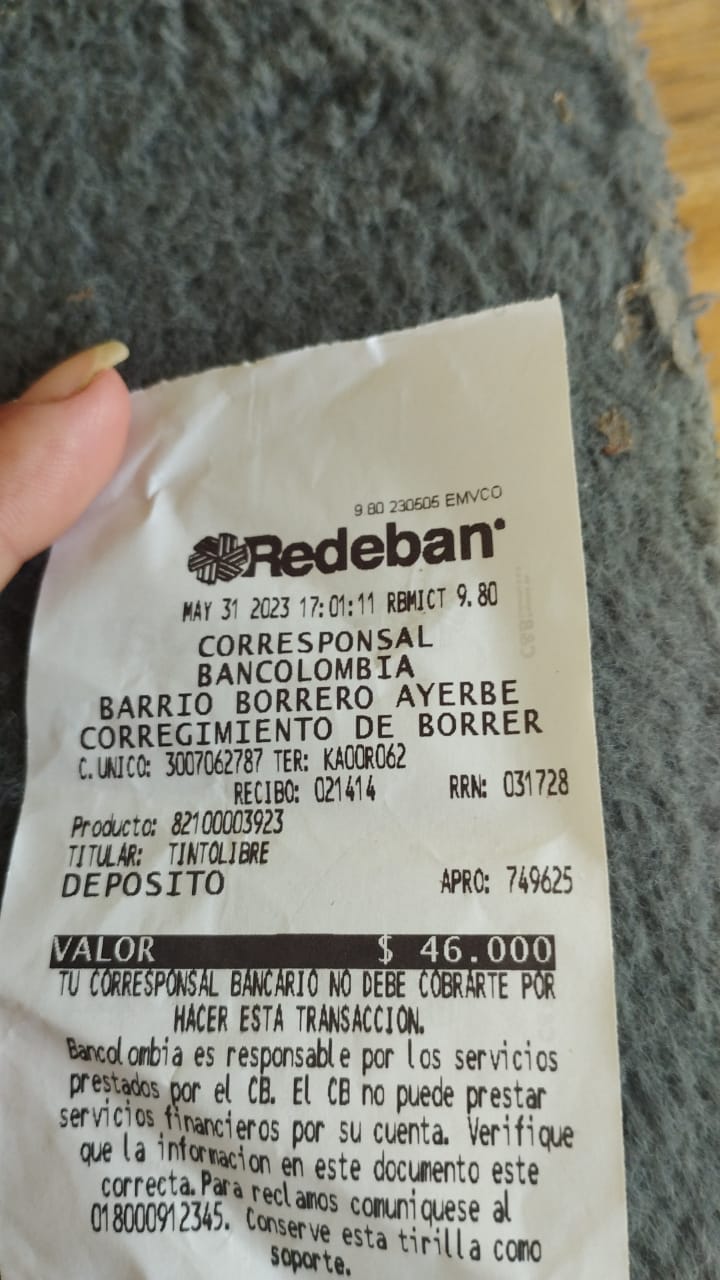 9.80 230505 EMVCO
Redeban
MAY 31 2023 17:01:11 RBMICT 9.80
CORRESPONSAL
BANCOLOMBIA
BARRIO BORRERO AYERBE
CORREGIMIENTO DE BORRER
C. UNICO: 3007062787 TER: KAOOR062
RECIBO: 021414 RRN: 031728
Producto: 82100003923
TITULAR: TINTOLIBRE
DEPOSITO APRO: 749625
VALOR $ 46.000
TU CORRESPONSAL BANCARIO NO DEBE COBRARTE POR
HACER ESTA TRANSACCION.
Bancolombia es responsable por los servicios
prestados por el CB. El CB no puede prestar
servicios financieros por su cuenta. Verifique
que la informacion en este documento este
correcta. Para reclamos comuniquese al
018000912345. Conserve esta tirilla como
soporte.